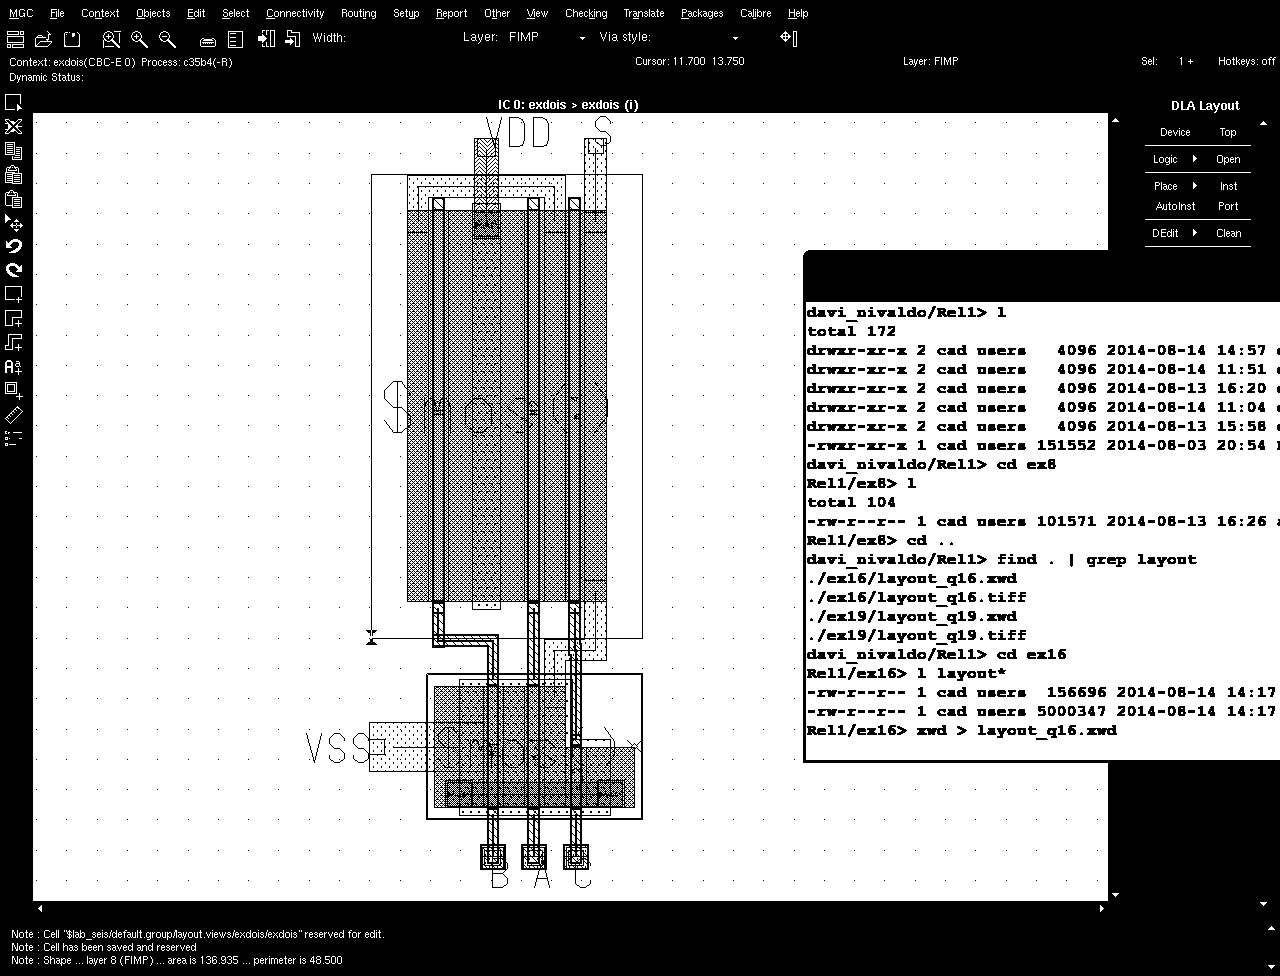 MGC File Context Objects Edit Select Connectivity Routing Setup Report Other View Checking Translate Packages Calibre Help
Width: Layer: FIMP Via style:
Context: exdois(CBC-E 0) Process: c35b4(-R) Cursor: 11.700 13.750 Layer: FIMP Sel: 1 + Hotkeys: off
Dynamic Status:
IC 0: exdois > exdois (i)
DLA Layout
Device Top
Logic Open
Place Inst
AutoInst Port
DEdit Clean
VDD S
VSS
B A C
davi_nivaldo/Rel1> l
total 172
drwxr-xr-x 2 cad users 4096 2014-08-14 14:57
drwxr-xr-x 2 cad users 4096 2014-08-14 11:51
drwxr-xr-x 2 cad users 4096 2014-08-13 16:20
drwxr-xr-x 2 cad users 4096 2014-08-14 11:04
drwxr-xr-x 2 cad users 4096 2014-08-13 15:58
-rwxr-xr-x 1 cad users 151552 2014-08-03 20:54
davi_nivaldo/Rel1> cd ex8
Rel1/ex8> l
total 104
-rw-r--r-- 1 cad users 101571 2014-08-13 16:26
Rel1/ex8> cd ..
davi_nivaldo/Rel1> find . | grep layout
./ex16/layout_q16.xwd
./ex16/layout_q16.tiff
./ex19/layout_q19.xwd
./ex19/layout_q19.tiff
davi_nivaldo/Rel1> cd ex16
Rel1/ex16> l layout*
-rw-r--r-- 1 cad users 156696 2014-08-14 14:17
-rw-r--r-- 1 cad users 5000347 2014-08-14 14:17
Rel1/ex16> xwd > layout_q16.xwd
Note : Cell "$lab_seis/default.group/layout.views/exdois/exdois" reserved for edit.
Note : Cell has been saved and reserved
Note : Shape ... layer 8 (FIMP) ... area is 136.935 ... perimeter is 48.500